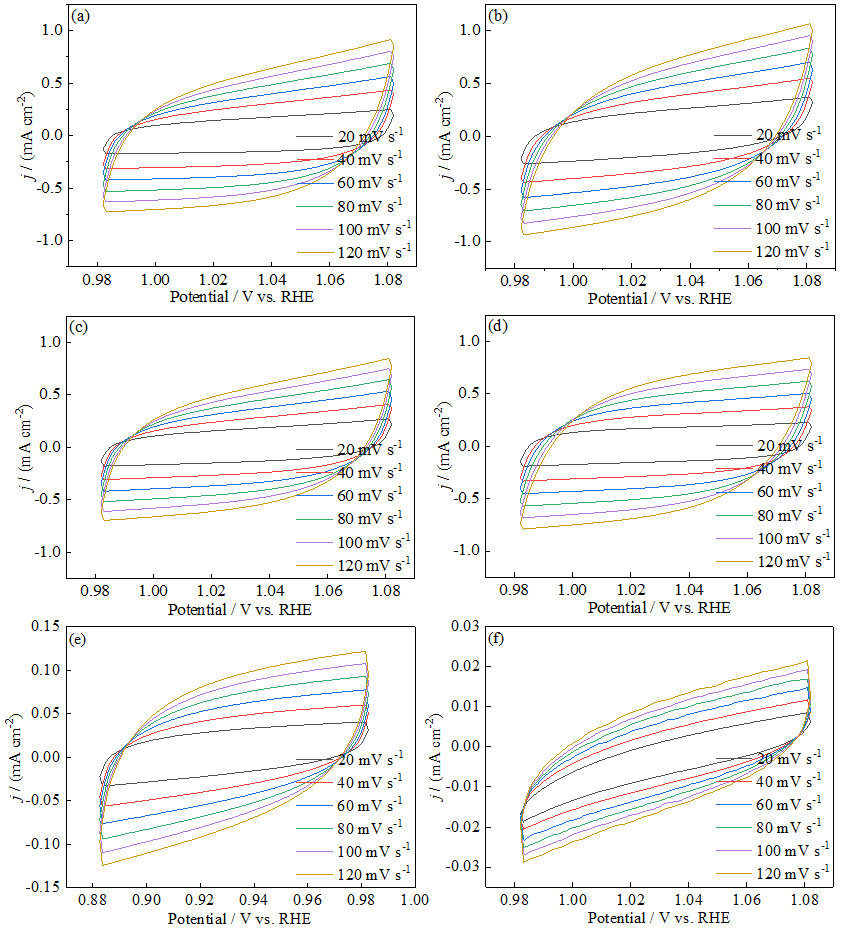 (a)
1.0
0.5
0.0
-0.5
-1.0
j / (mA cm-2)
20 mV s-1
40 mV s-1
60 mV s-1
80 mV s-1
100 mV s-1
120 mV s-1
0.98 1.00 1.02 1.04 1.06 1.08
Potential / V vs. RHE
(b)
1.0
0.5
0.0
-0.5
-1.0
j / (mA cm-2)
20 mV s-1
40 mV s-1
60 mV s-1
80 mV s-1
100 mV s-1
120 mV s-1
0.98 1.00 1.02 1.04 1.06 1.08
Potential / V vs. RHE
(c)
1.0
0.5
0.0
-0.5
-1.0
j / (mA cm-2)
20 mV s-1
40 mV s-1
60 mV s-1
80 mV s-1
100 mV s-1
120 mV s-1
0.98 1.00 1.02 1.04 1.06 1.08
Potential / V vs. RHE
(d)
1.0
0.5
0.0
-0.5
-1.0
j / (mA cm-2)
20 mV s-1
40 mV s-1
60 mV s-1
80 mV s-1
100 mV s-1
120 mV s-1
0.98 1.00 1.02 1.04 1.06 1.08
Potential / V vs. RHE
(e)
0.15
0.10
0.05
0.00
-0.05
-0.10
-0.15
j / (mA cm-2)
20 mV s-1
40 mV s-1
60 mV s-1
80 mV s-1
100 mV s-1
120 mV s-1
0.88 0.90 0.92 0.94 0.96 0.98 1.00
Potential / V vs. RHE
(f)
0.03
0.02
0.01
0.00
-0.01
-0.02
-0.03
j / (mA cm-2)
20 mV s-1
40 mV s-1
60 mV s-1
80 mV s-1
100 mV s-1
120 mV s-1
0.98 1.00 1.02 1.04 1.06 1.08
Potential / V vs. RHE